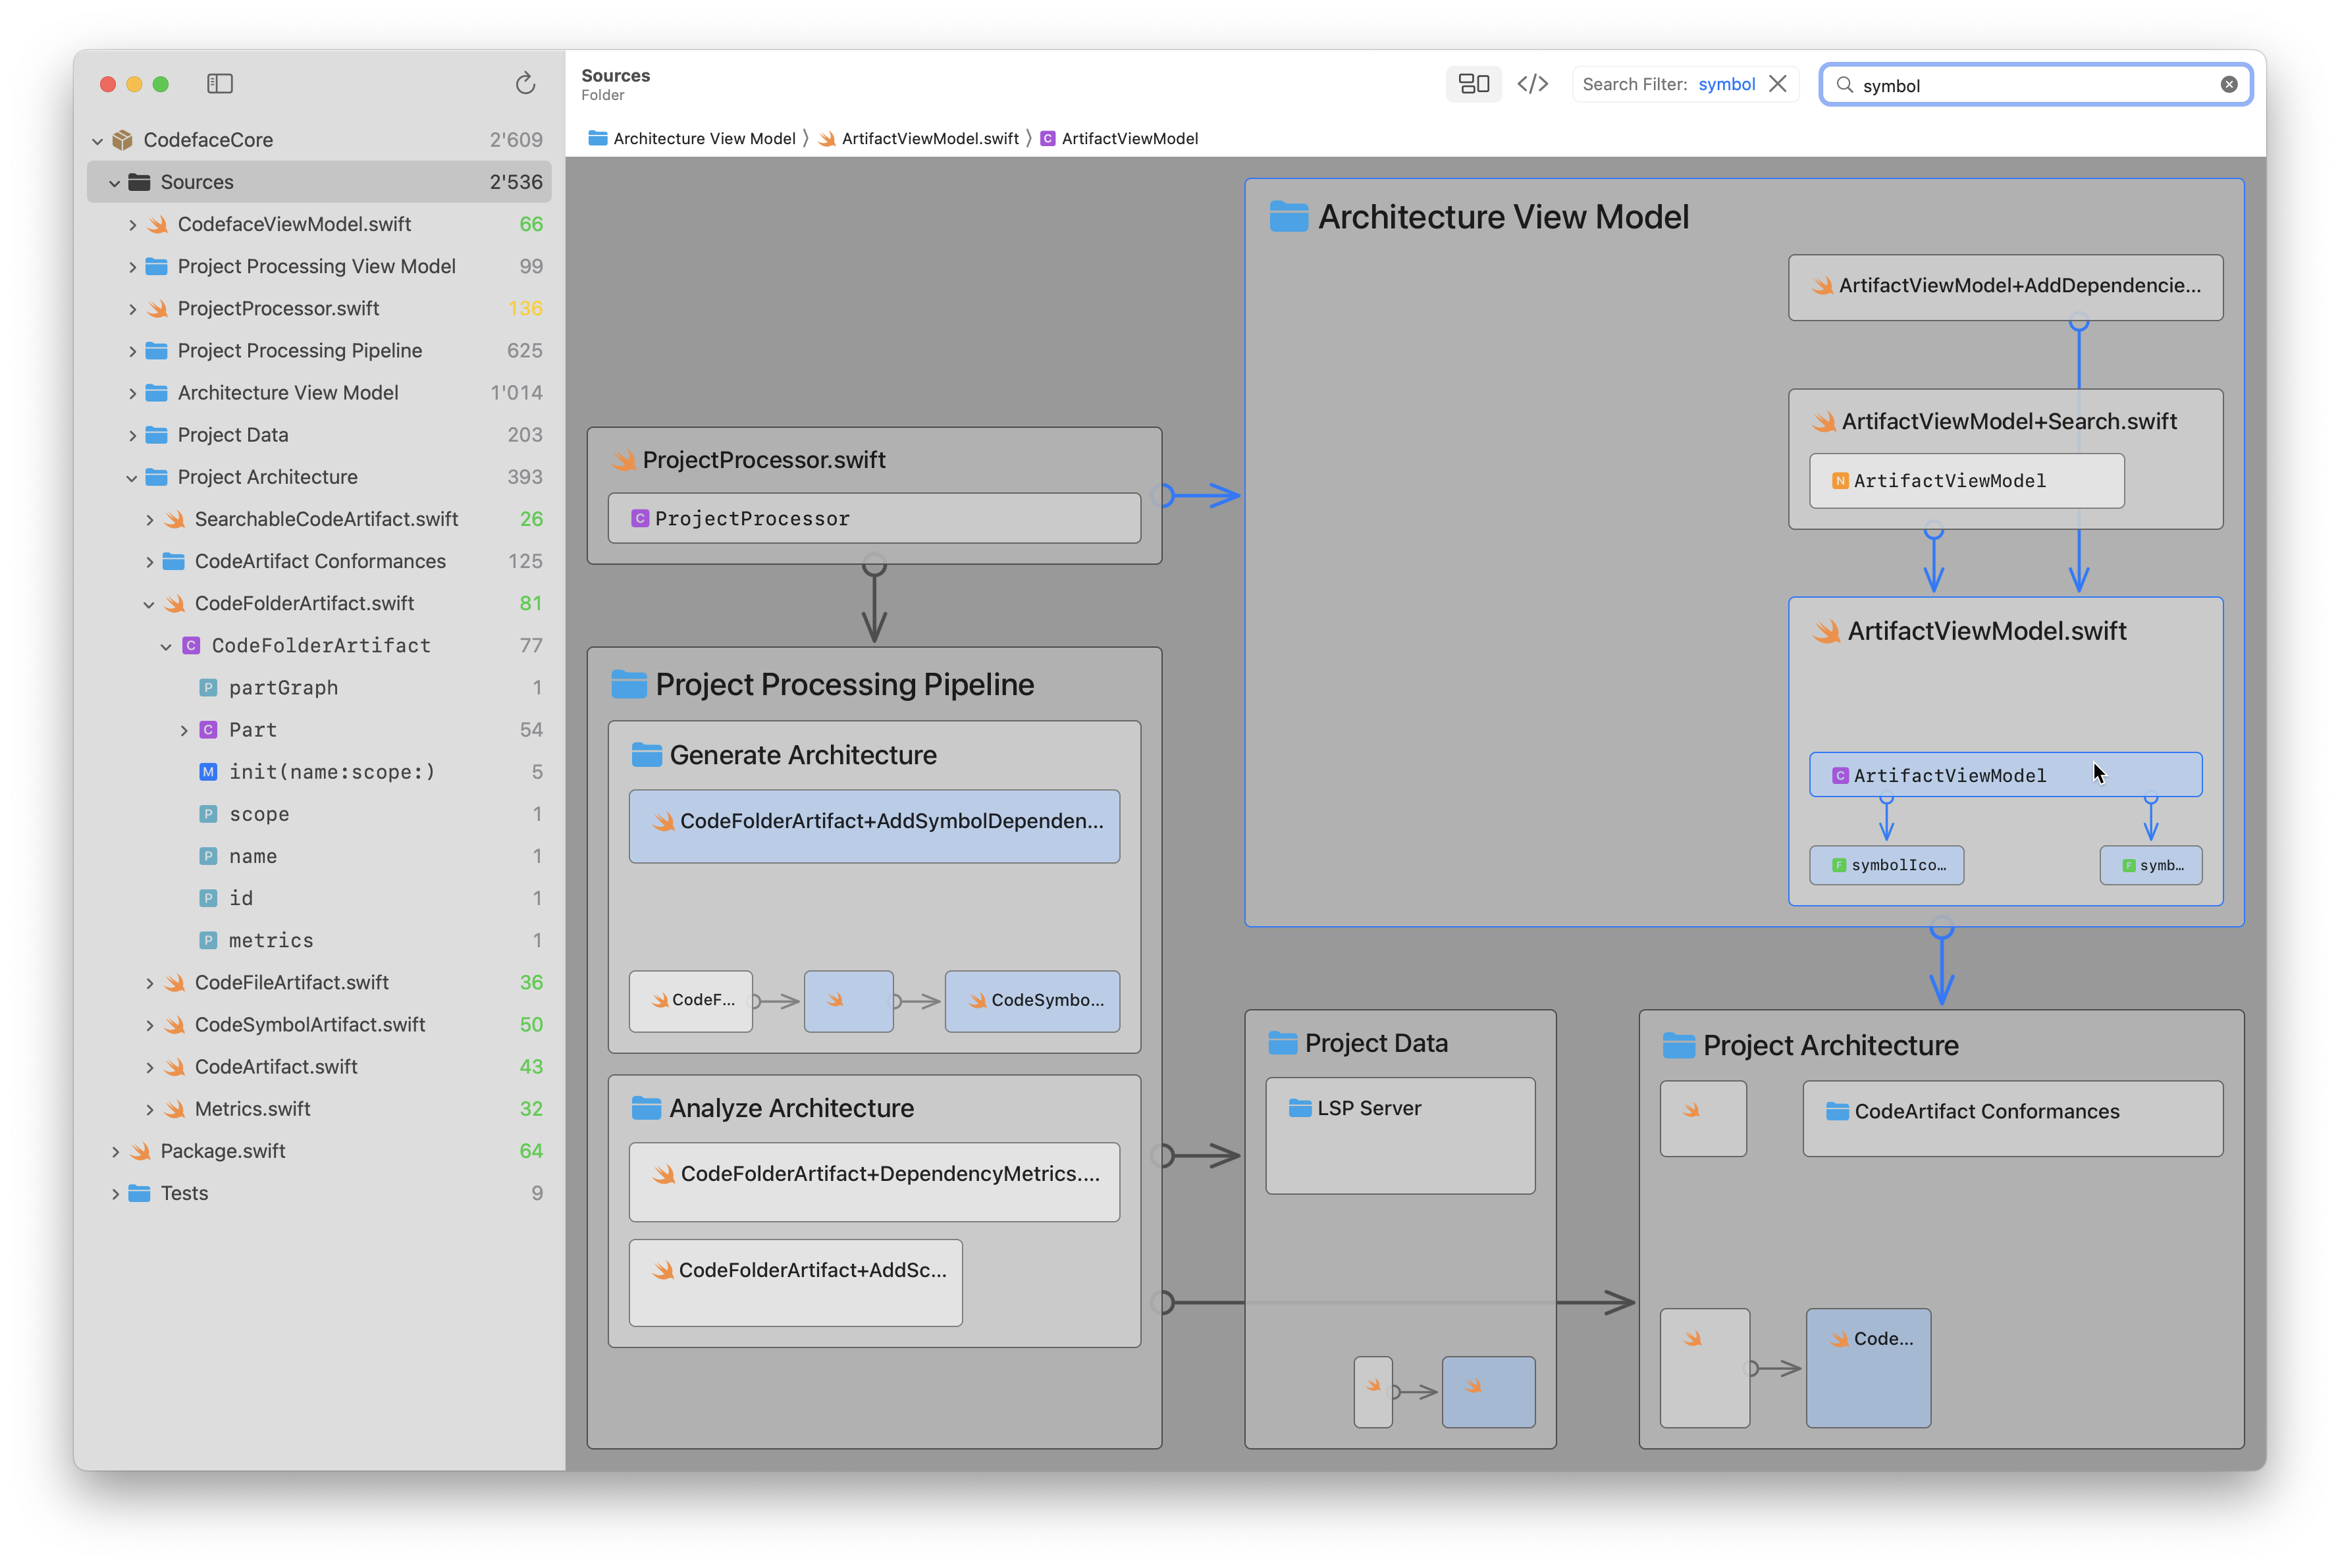 CodefaceCore 2'609
Sources 2'536
CodefaceViewModel.swift 66
Project Processing View Model 99
ProjectProcessor.swift 136
Project Processing Pipeline 625
Architecture View Model 1'014
Project Data 203
Project Architecture 393
SearchableCodeArtifact.swift 26
CodeArtifact Conformances 125
CodeFolderArtifact.swift 81
C CodeFolderArtifact 77
P partGraph 1
C Part 54
M init(name:scope:) 5
P scope 1
P name 1
P id 1
P metrics 1
CodeFileArtifact.swift 36
CodeSymbolArtifact.swift 50
CodeArtifact.swift 43
Metrics.swift 32
Package.swift 64
Tests 9
Sources
Folder
Search Filter: symbol
symbol
Architecture View Model 〉 ArtifactViewModel.swift 〉 C ArtifactViewModel
Architecture View Model
ArtifactViewModel+AddDependencie...
ArtifactViewModel+Search.swift
N ArtifactViewModel
ArtifactViewModel.swift
C ArtifactViewModel
F symbolIco...
F symb...
ProjectProcessor.swift
C ProjectProcessor
Project Processing Pipeline
Generate Architecture
CodeFolderArtifact+AddSymbolDependen...
CodeF...
CodeSymbo...
Analyze Architecture
CodeFolderArtifact+DependencyMetrics....
CodeFolderArtifact+AddSc...
Project Data
LSP Server
Project Architecture
CodeArtifact Conformances
Code...